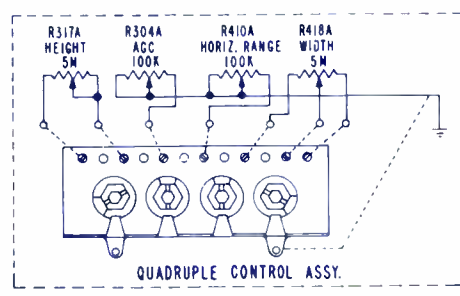 R317A R304A R410A R418A
HEIGHT AGC HORIZ. RANGE WIDTH
5M 100K 100K 5M
QUADRUPLE CONTROL ASSY.